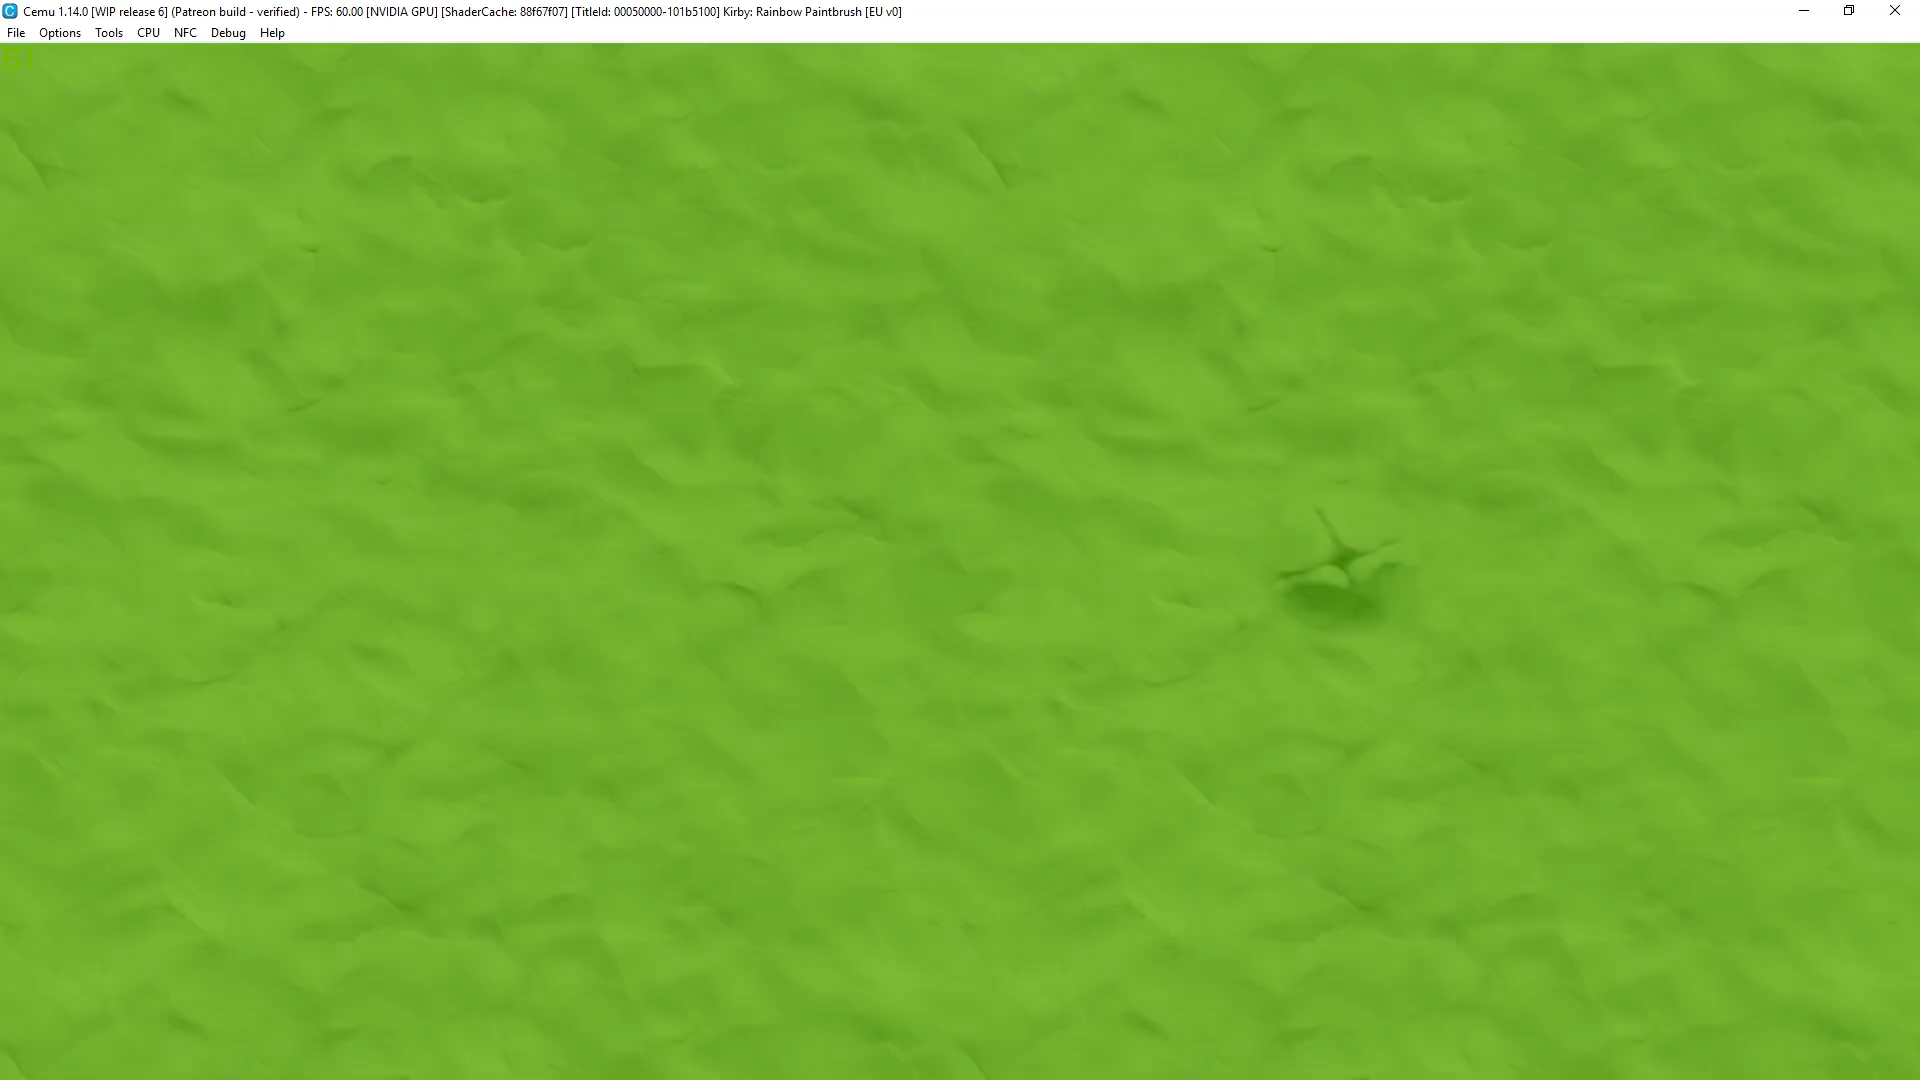 Cemu 1.14.0 [WIP release 6] (Patreon build - verified) - FPS: 60.00 [NVIDIA GPU] [ShaderCache: 88f67f07] [TitleId: 00050000-101b5100] Kirby: Rainbow Paintbrush [EU v0]
File Options Tools CPU NFC Debug Help